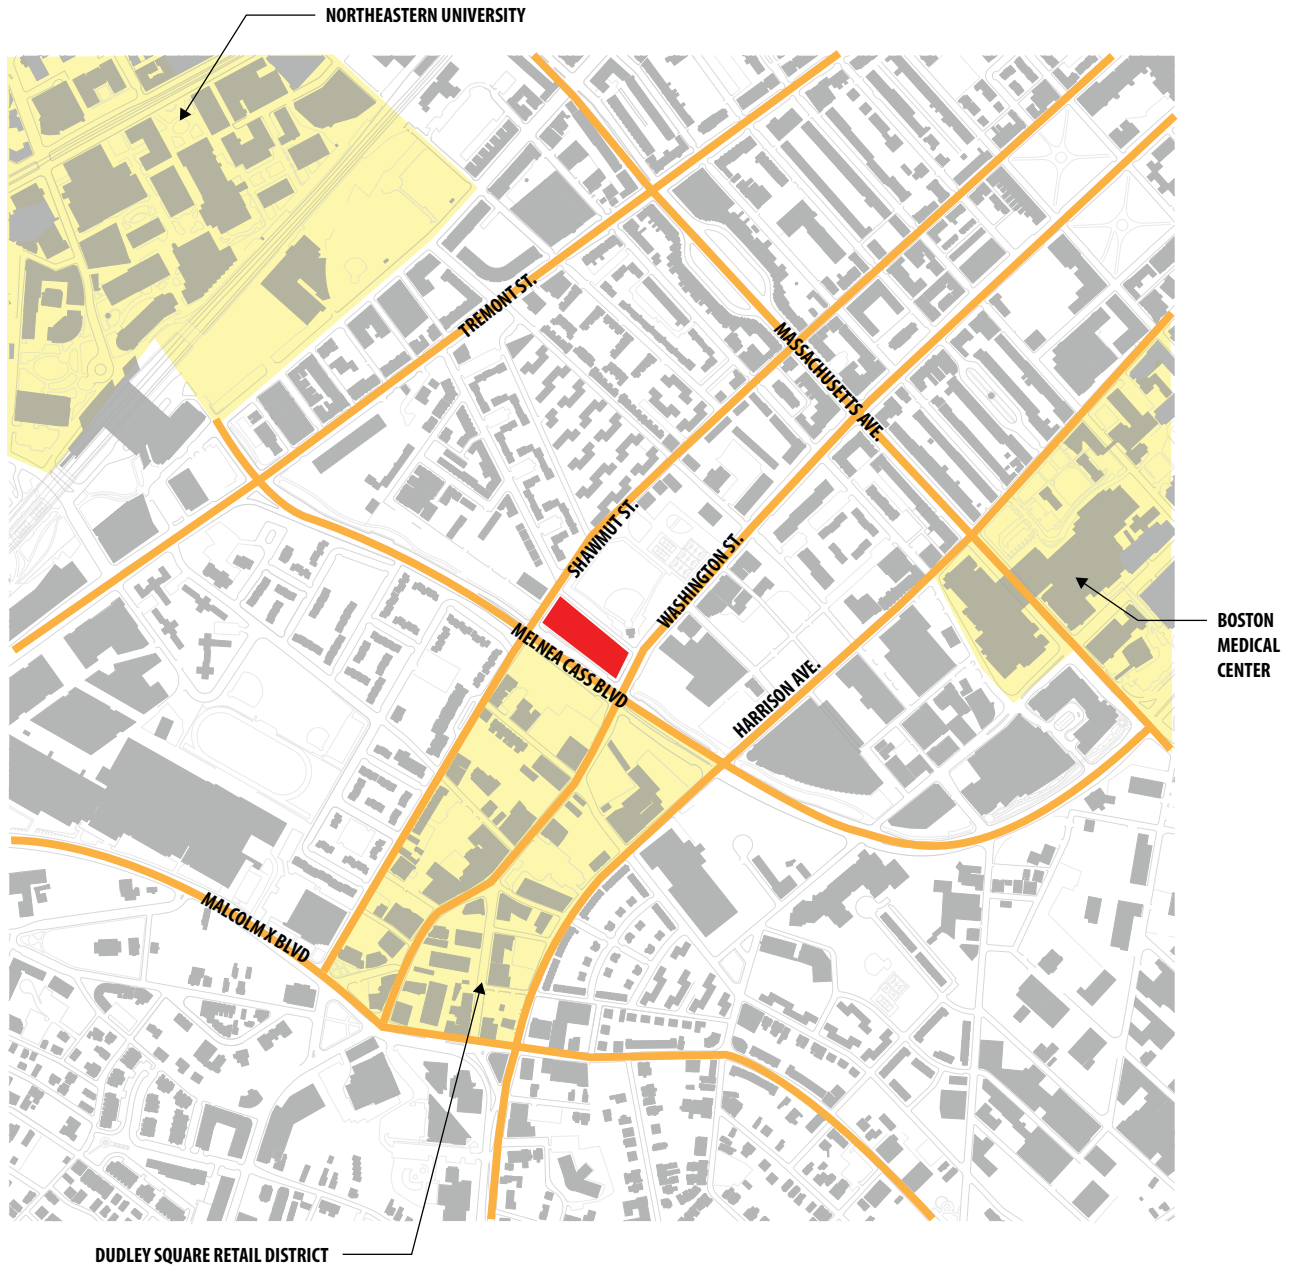 NORTHEASTERN UNIVERSITY
TREMONT ST.
MASSACHUSETTS AVE.
SHAWMUT ST.
WASHINGTON ST.
MELNEA CASS BLVD
HARRISON AVE.
BOSTON
MEDICAL
CENTER
MALCOLM X BLVD
DUDLEY SQUARE RETAIL DISTRICT